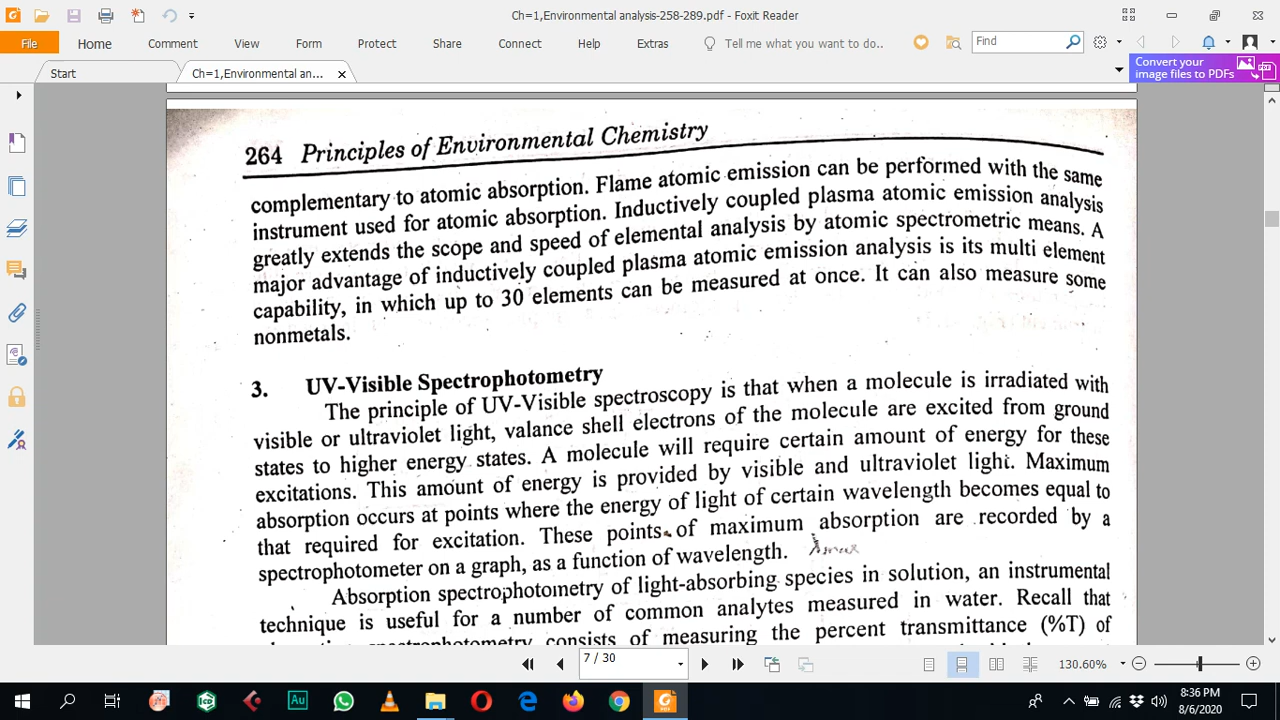 Ch=1,Environmental analysis-258-289.pdf - Foxit Reader
File Home Comment View Form Protect Share Connect Help Extras Tell me what you want to do.. Find
Start Ch=1,Environmental an... Convert your
image files to PDFs
264 Principles of Environmental Chemistry
complementary to atomic absorption. Flame atomic emission can be performed with the same
instrument used for atomic absorption. Inductively coupled plasma atomic emission analysis
greatly extends the scope and speed of elemental analysis by atomic spectrometric means. A
major advantage of inductively coupled plasma atomic emission analysis is its multi element
capability, in which up to 30 elements can be measured at once. It can also measure some
nonmetals.
3. UV-Visible Spectrophotometry
The principle of UV-Visible spectroscopy is that when a molecule is irradiated with
visible or ultraviolet light, valance shell electrons of the molecule are excited from ground
states to higher energy states. A molecule will require certain amount of energy for these
excitations. This amount of energy is provided by visible and ultraviolet light. Maximum
absorption occurs at points where the energy of light of certain wavelength becomes equal to
that required for excitation. These points of maximum absorption are recorded by a
spectrophotometer on a graph, as a function of wavelength. λmax
Absorption spectrophotometry of light-absorbing species in solution, an instrumental
technique is useful for a number of common analytes measured in water. Recall that
spectrophotometry consists of measuring the percent transmittance (%T) of
7 / 30 130.60%
8:36 PM
8/6/2020